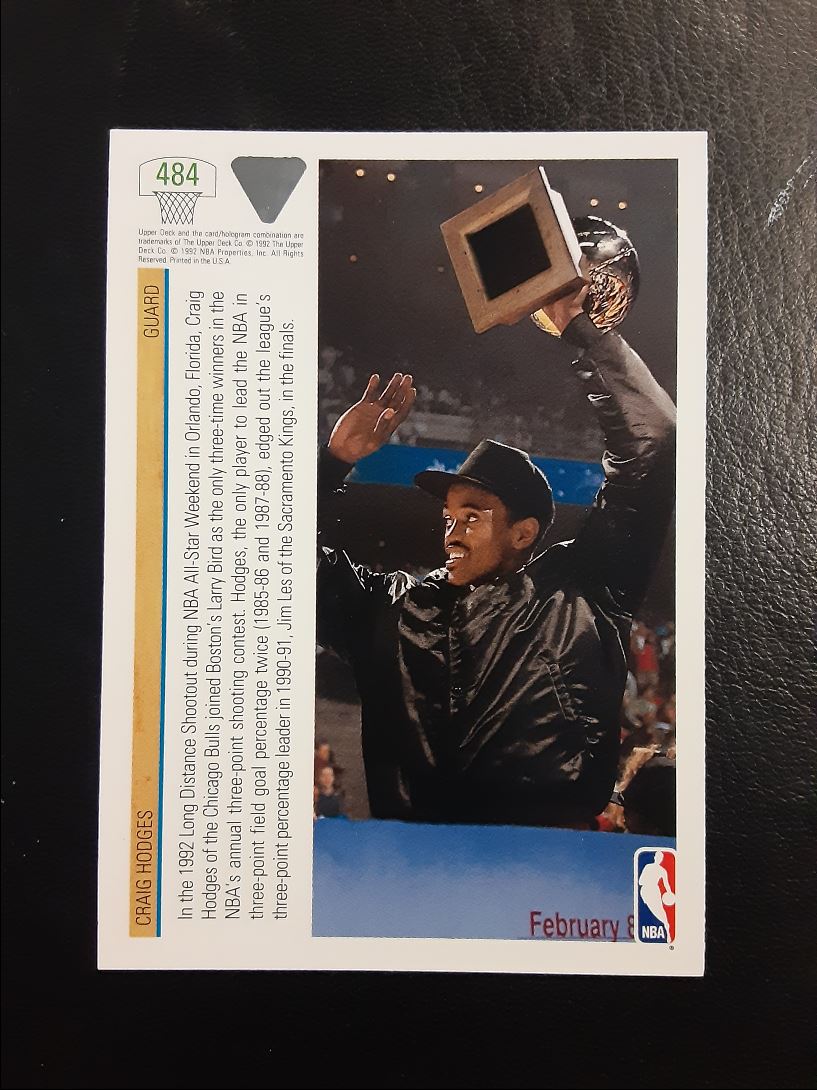 484
Upper Deck and the card/hologram combination are
trademarks of The Upper Deck Co. © 1992 The Upper
Deck Co. © 1992 NBA Properties, Inc. All Rights
Reserved. Printed in the U.S.A.
CRAIG HODGES
GUARD
In the 1992 Long Distance Shootout during NBA All-Star Weekend in Orlando, Florida, Craig
Hodges of the Chicago Bulls joined Boston's Larry Bird as the only three-time winners in the
NBA's annual three-point shooting contest. Hodges, the only player to lead the NBA in
three-point field goal percentage twice (1985-86 and 1987-88), edged out the league's
three-point percentage leader in 1990-91, Jim Les of the Sacramento Kings, in the finals.
February 8
NBA
®